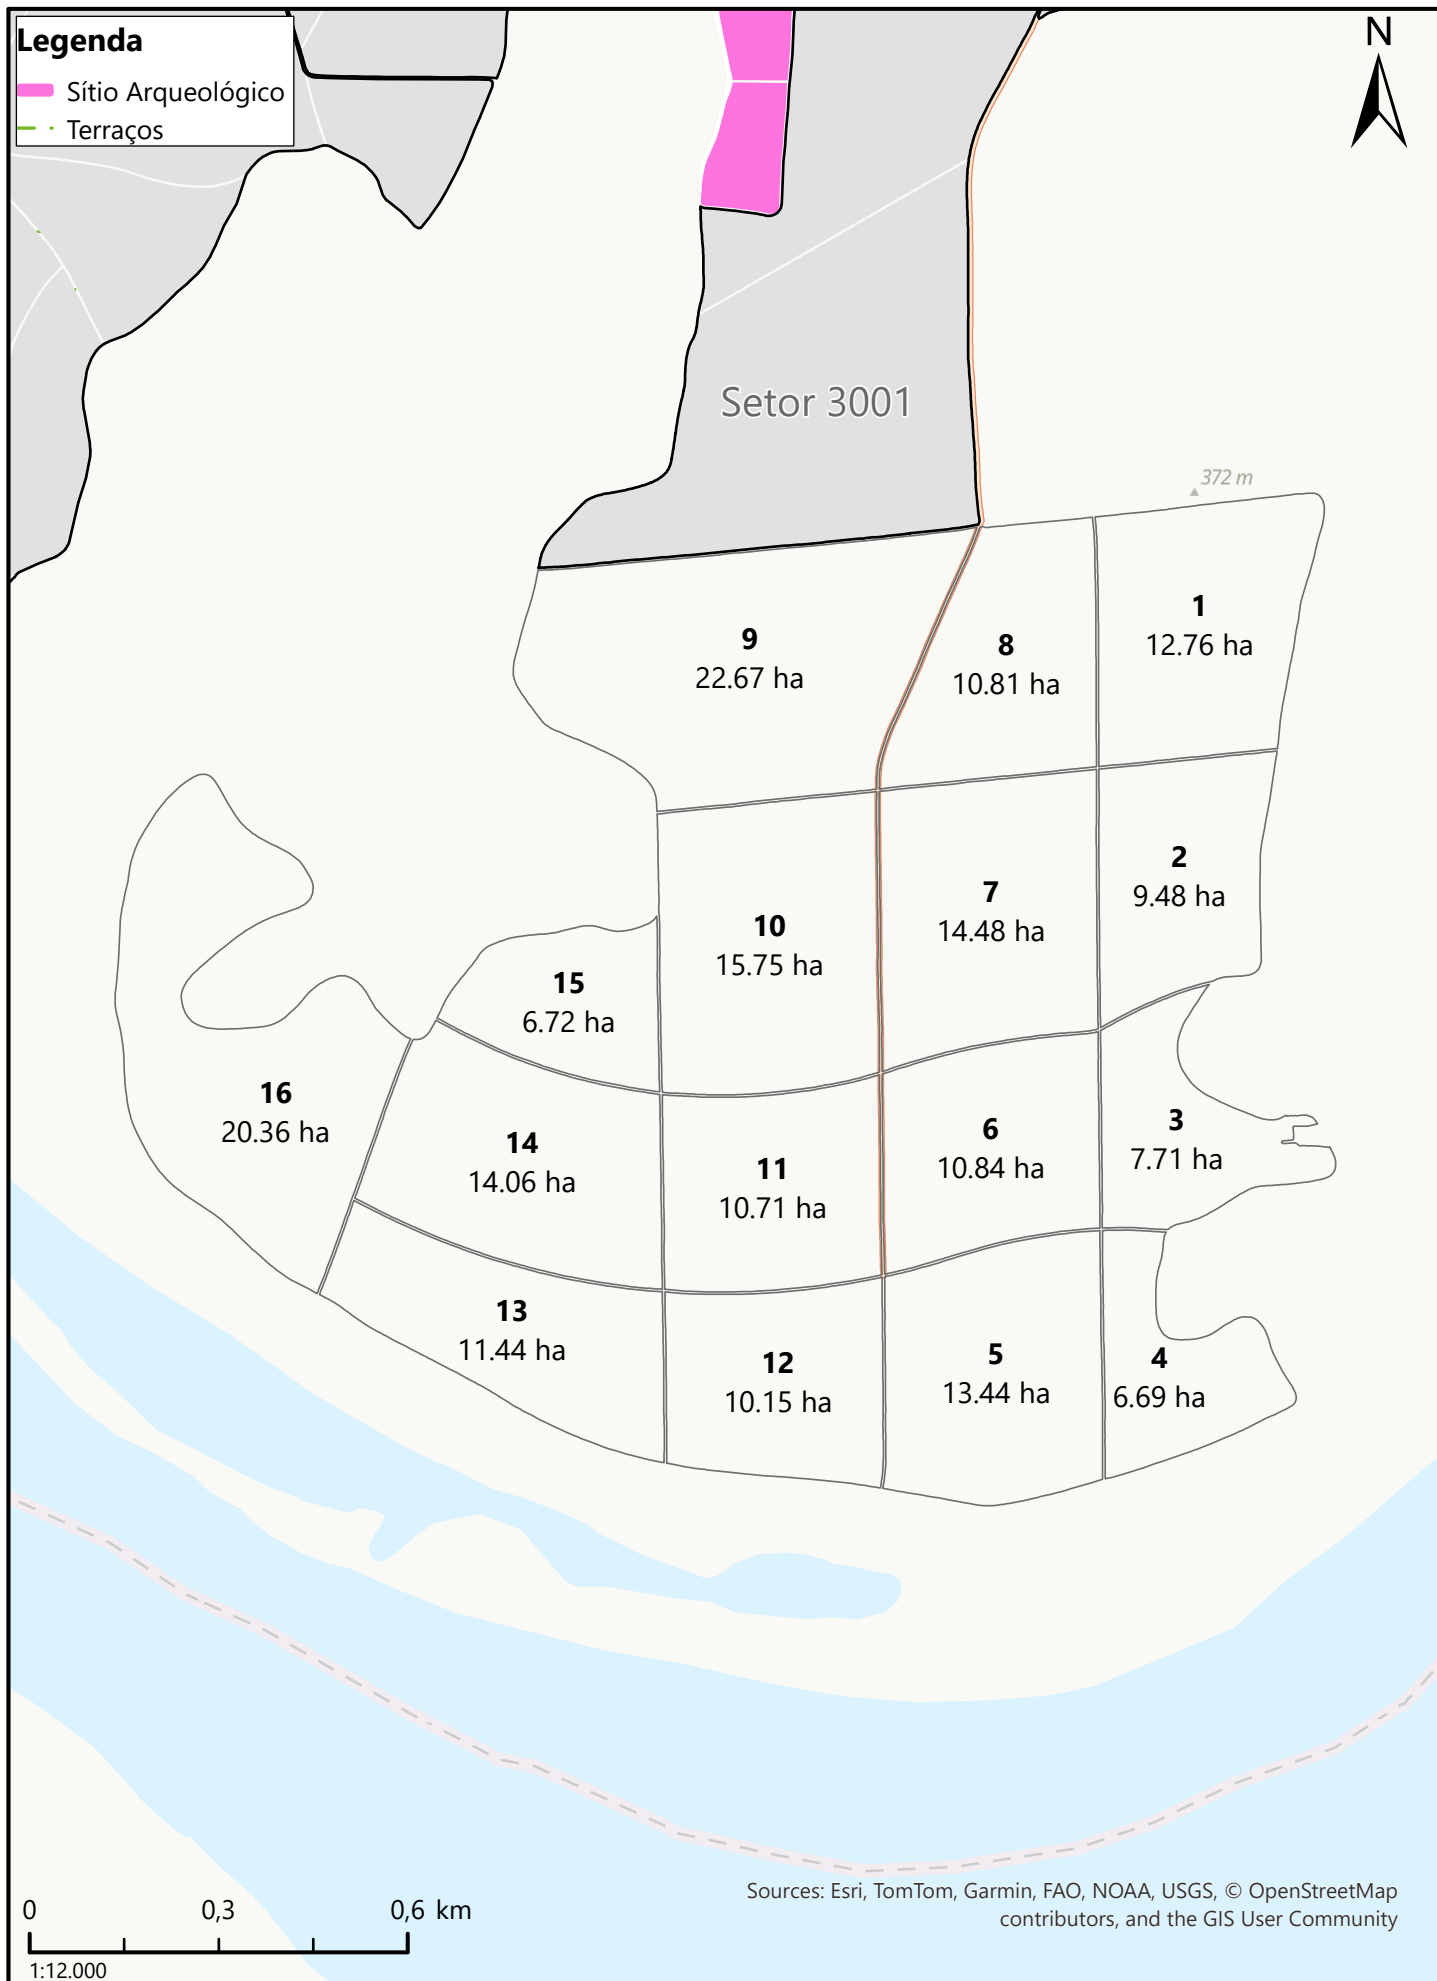 Legenda
Sítio Arqueológico
Terraços
N
Setor 3001
372 m
1
12.76 ha
9
22.67 ha
8
10.81 ha
2
9.48 ha
7
14.48 ha
10
15.75 ha
15
6.72 ha
16
20.36 ha
14
14.06 ha
11
10.71 ha
6
10.84 ha
3
7.71 ha
13
11.44 ha
12
10.15 ha
5
13.44 ha
4
6.69 ha
Sources: Esri, TomTom, Garmin, FAO, NOAA, USGS, © OpenStreetMap
contributors, and the GIS User Community
0 0,3 0,6 km
1:12.000